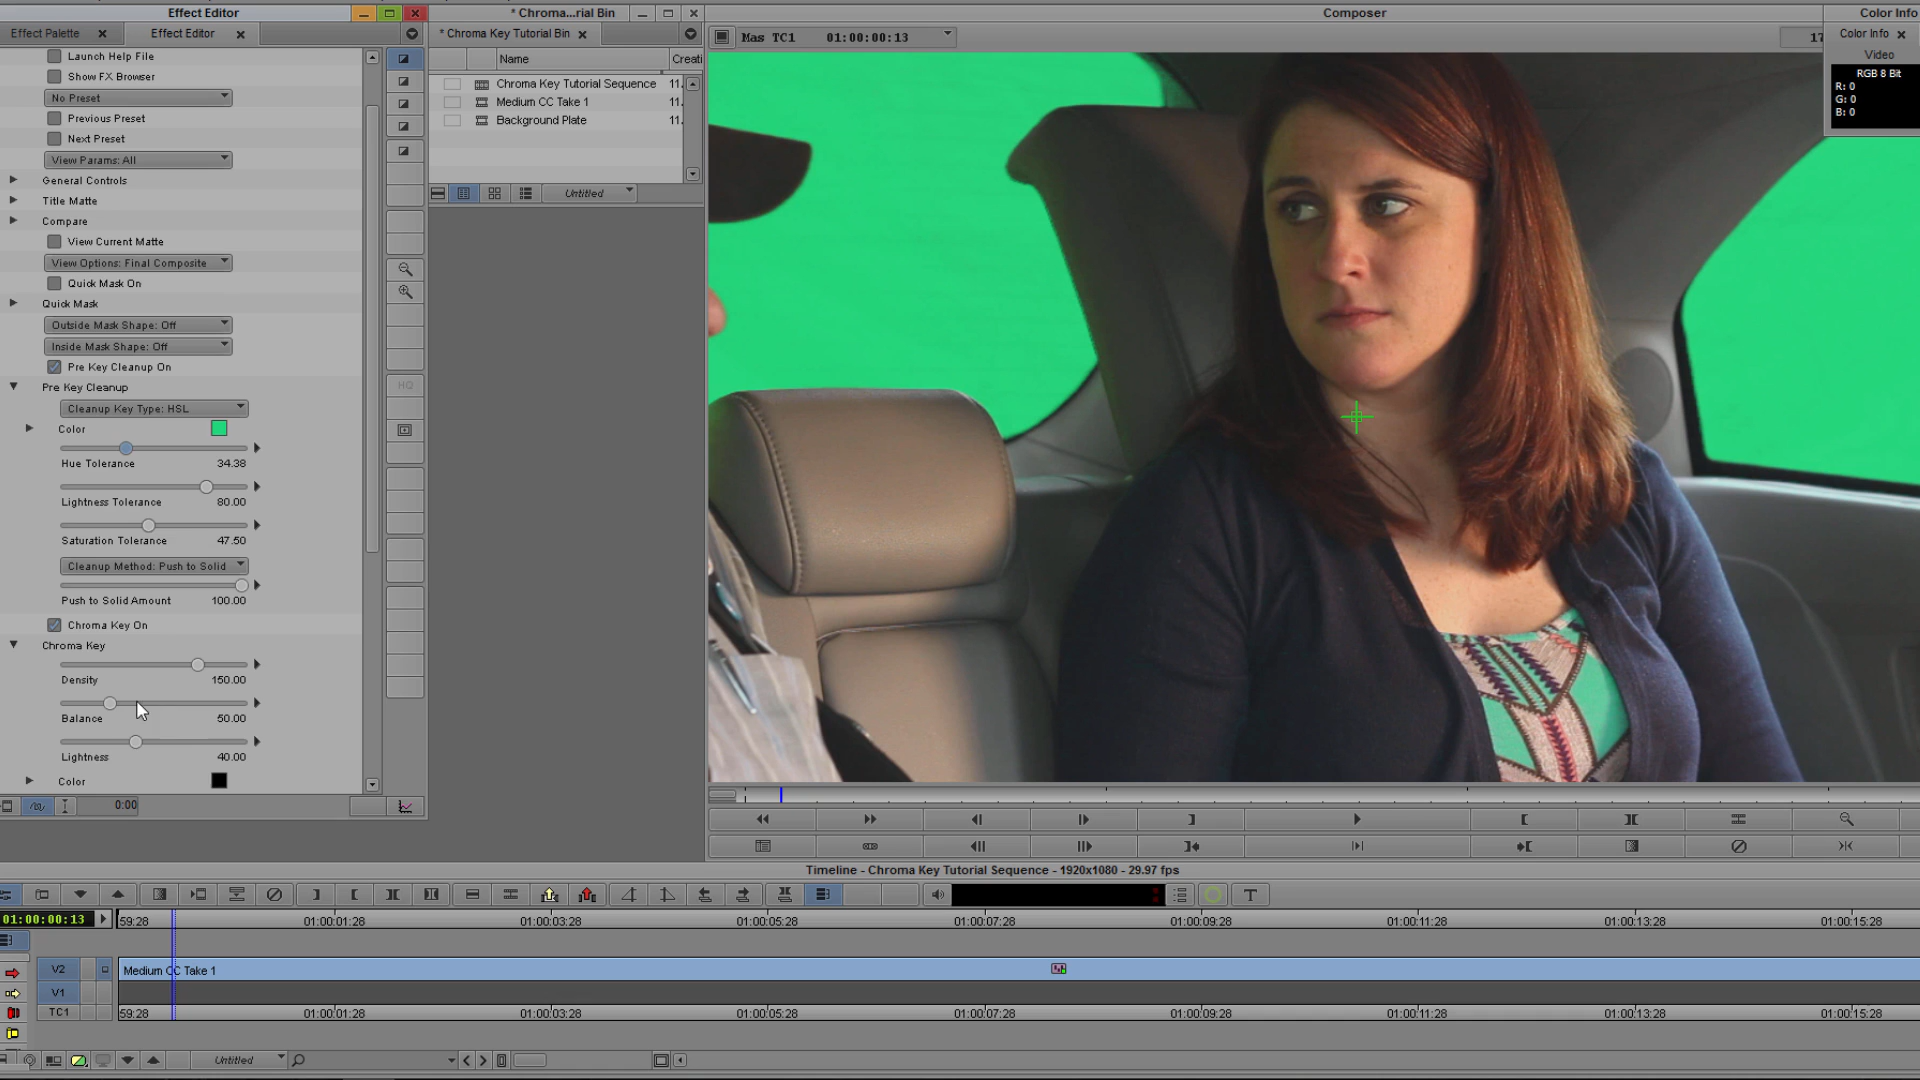 Effect Editor
Effect Palette
Effect Editor
Launch Help File
Show FX Browser
No Preset
Previous Preset
Next Preset
View Params: All
General Controls
Title Matte
Compare
View Current Matte
View Options: Final Composite
Quick Mask On
Quick Mask
Outside Mask Shape: Off
Inside Mask Shape: Off
Pre Key Cleanup On
Pre Key Cleanup
Cleanup Key Type: HSL
Color
Hue Tolerance 34.38
Lightness Tolerance 80.00
Saturation Tolerance 47.50
Cleanup Method: Push to Solid
Push to Solid Amount 100.00
Chroma Key On
Chroma Key
Density 150.00
Balance 50.00
Lightness 40.00
Color
0:00
HQ
* Chroma...rial Bin
* Chroma Key Tutorial Bin
Name Creati
Chroma Key Tutorial Sequence 11.
Medium CC Take 1 11.
Background Plate 11.
Untitled
Composer
Mas TC1 01:00:00:13
17
Color Info
Color Info
Video
RGB 8 Bit
R: 0
G: 0
B: 0
Timeline - Chroma Key Tutorial Sequence - 1920x1080 - 29.97 fps
T
01:00:00:13
59:28 01:00:01:28 01:00:03:28 01:00:05:28 01:00:07:28 01:00:09:28 01:00:11:28 01:00:13:28 01:00:15:28
V2 Medium CC Take 1
V1
TC1 59:28 01:00:01:28 01:00:03:28 01:00:05:28 01:00:07:28 01:00:09:28 01:00:11:28 01:00:13:28 01:00:15:28
Untitled